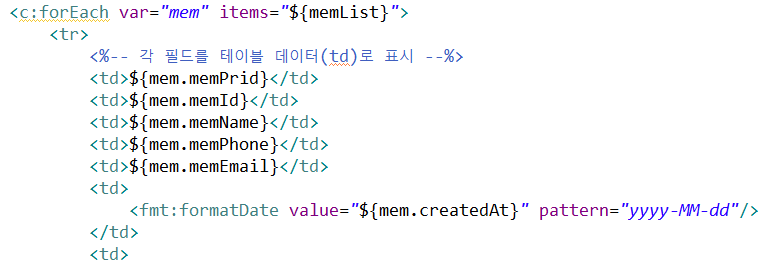 <c:forEach var="mem" items="${memList}">
<tr>
<%-- 각 필드를 테이블 데이터(td)로 표시 --%>
<td>${mem.memPrid}</td>
<td>${mem.memId}</td>
<td>${mem.memName}</td>
<td>${mem.memPhone}</td>
<td>${mem.memEmail}</td>
<td>
<fmt:formatDate value="${mem.createdAt}" pattern="yyyy-MM-dd"/>
</td>
<td>